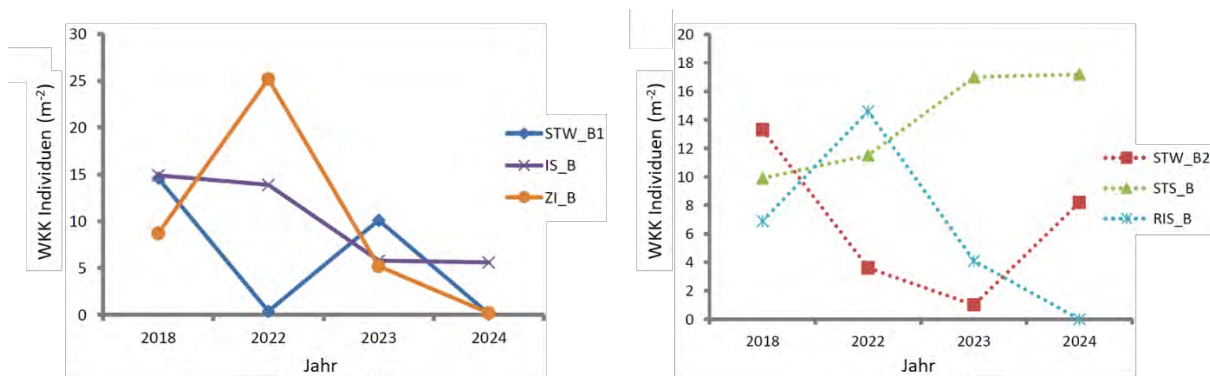 WKK Individuen (m⁻²)
30
25
20
15
10
5
0
2018 2022 2023 2024
Jahr
STW_B1
IS_B
ZI_B
WKK Individuen (m⁻²)
20
18
16
14
12
10
8
6
4
2
0
2018 2022 2023 2024
Jahr
STW_B2
STS_B
RIS_B